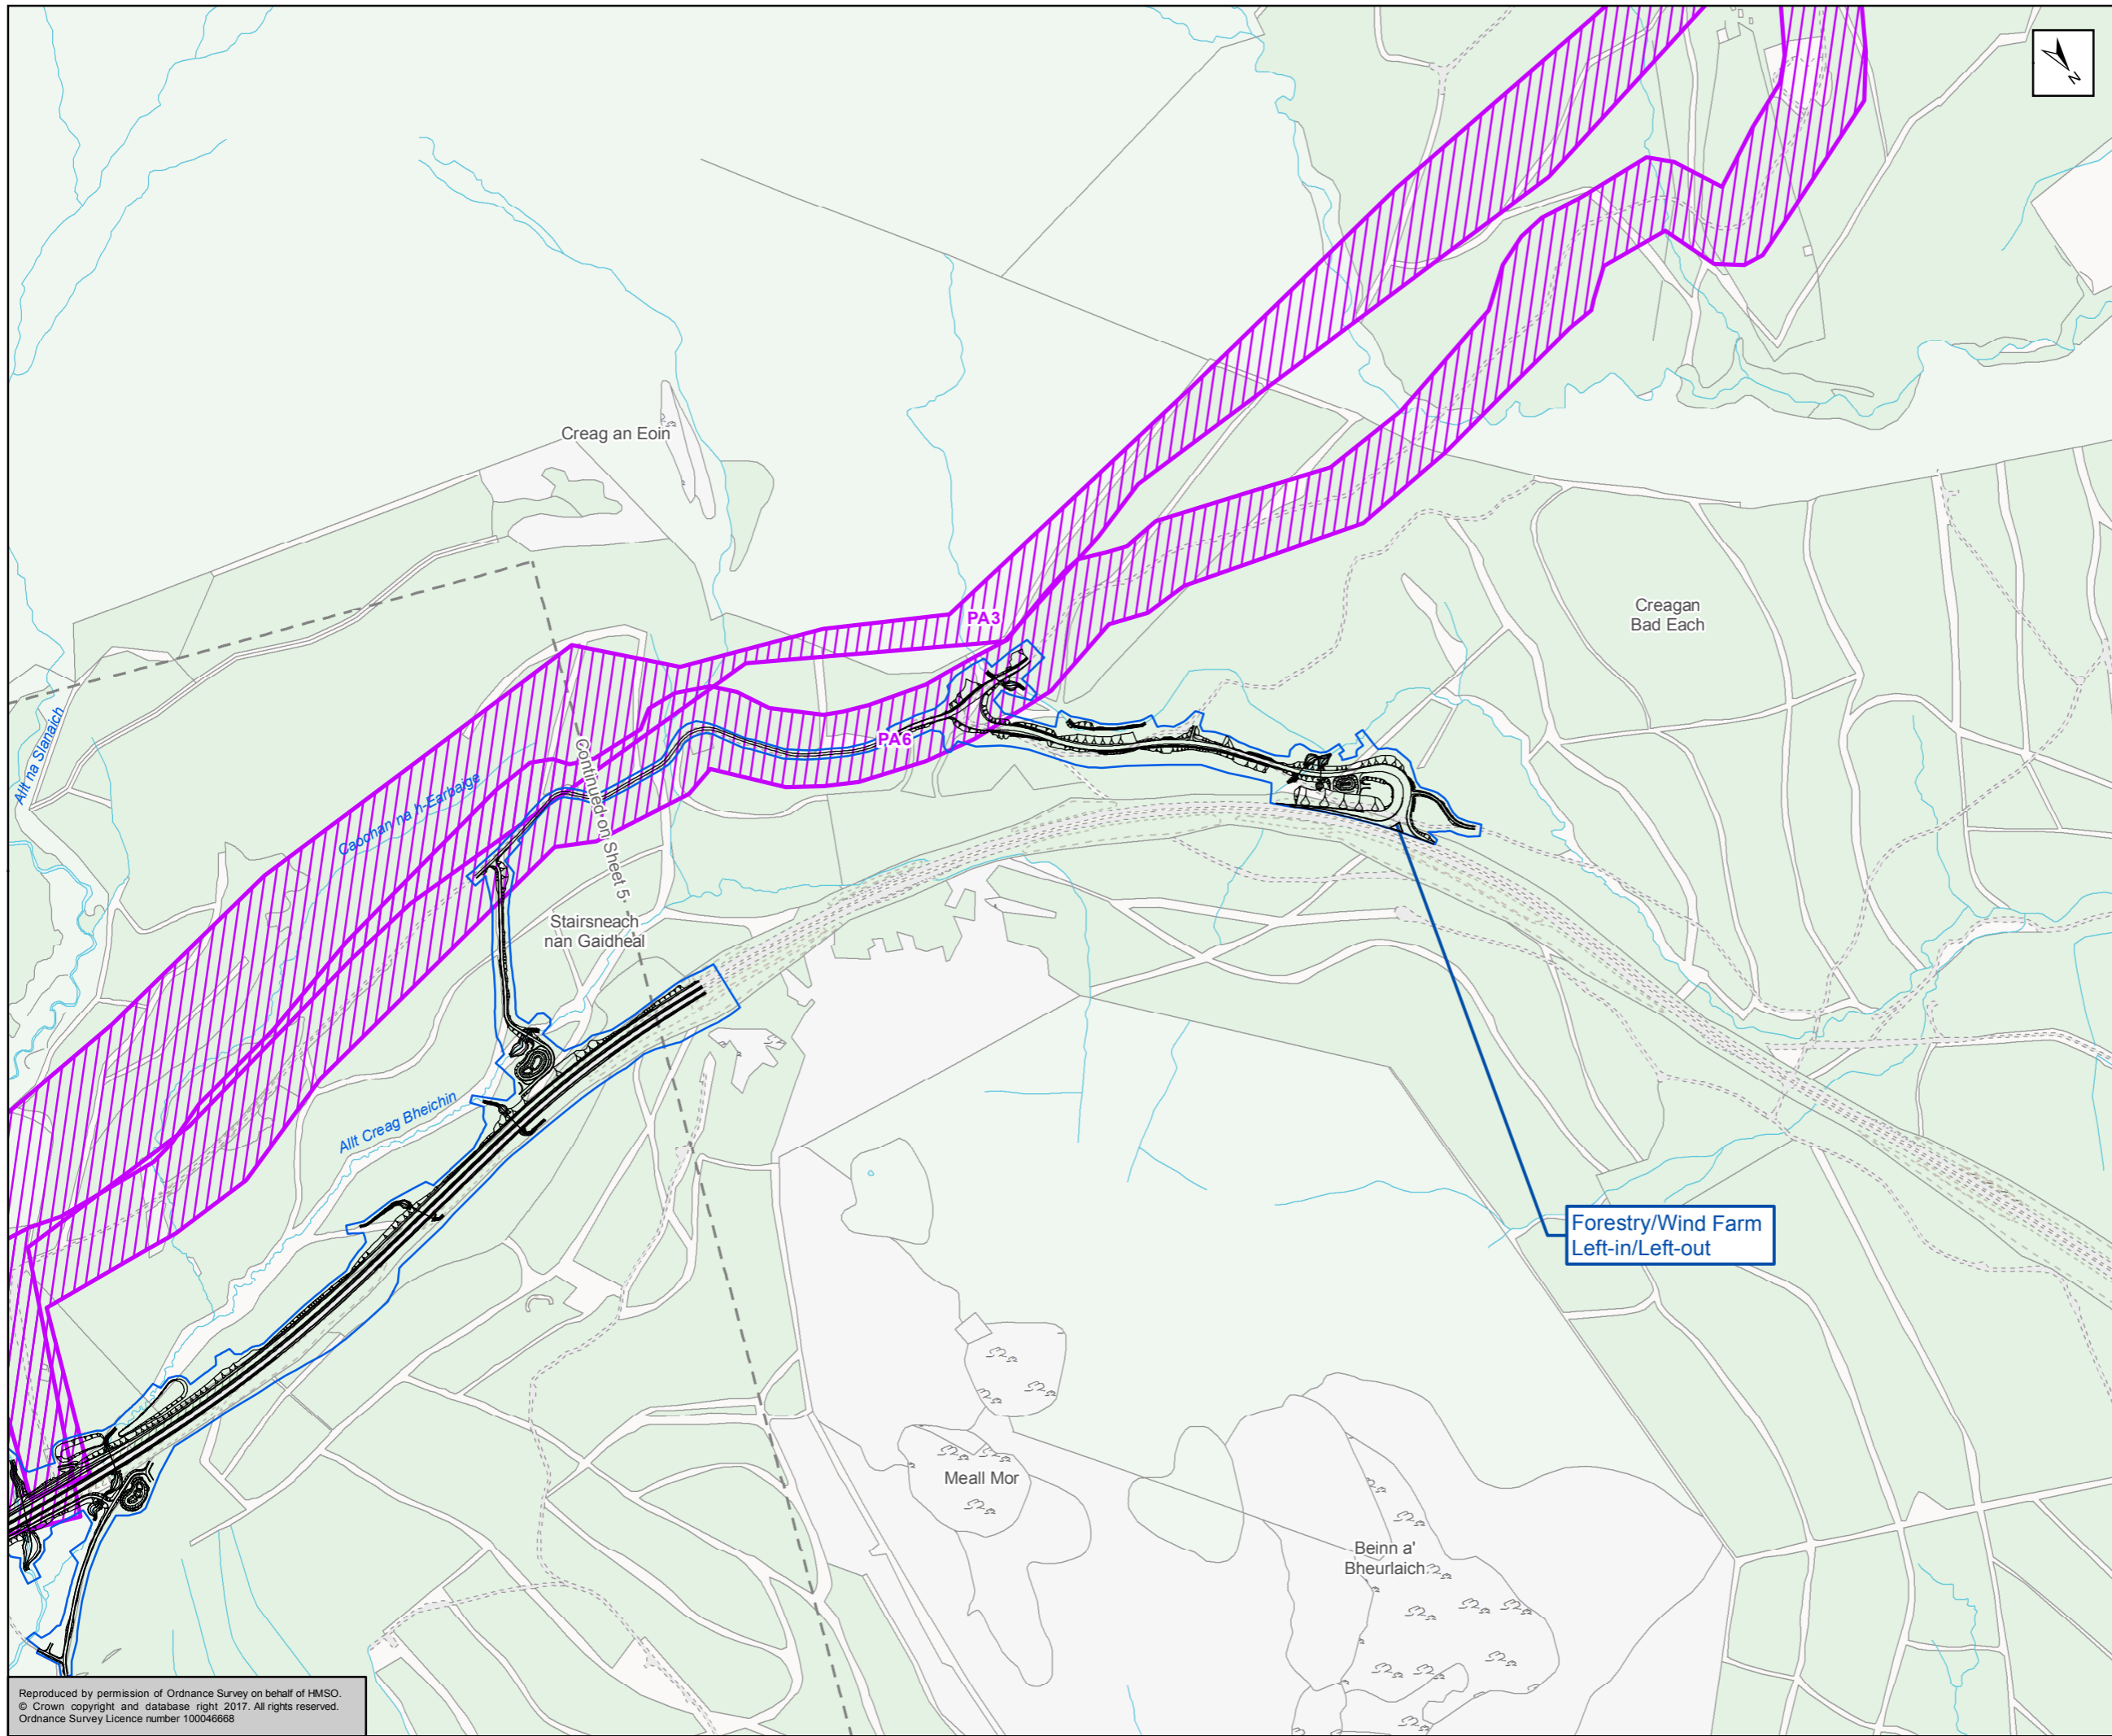 N
Creag an Eoin
PA3
Creagan
Bad Each
Allt na Slanaich
PA6
Caochan na h-Earbaige
Continued on Sheet 5
Stairsneach
nan Gaidheal
Allt Creag Bheichin
Forestry/Wind Farm
Left-in/Left-out
Meall Mor
Beinn a'
Bheurlaich
Reproduced by permission of Ordnance Survey on behalf of HMSO.
© Crown copyright and database right 2017. All rights reserved.
Ordnance Survey Licence number 100046668